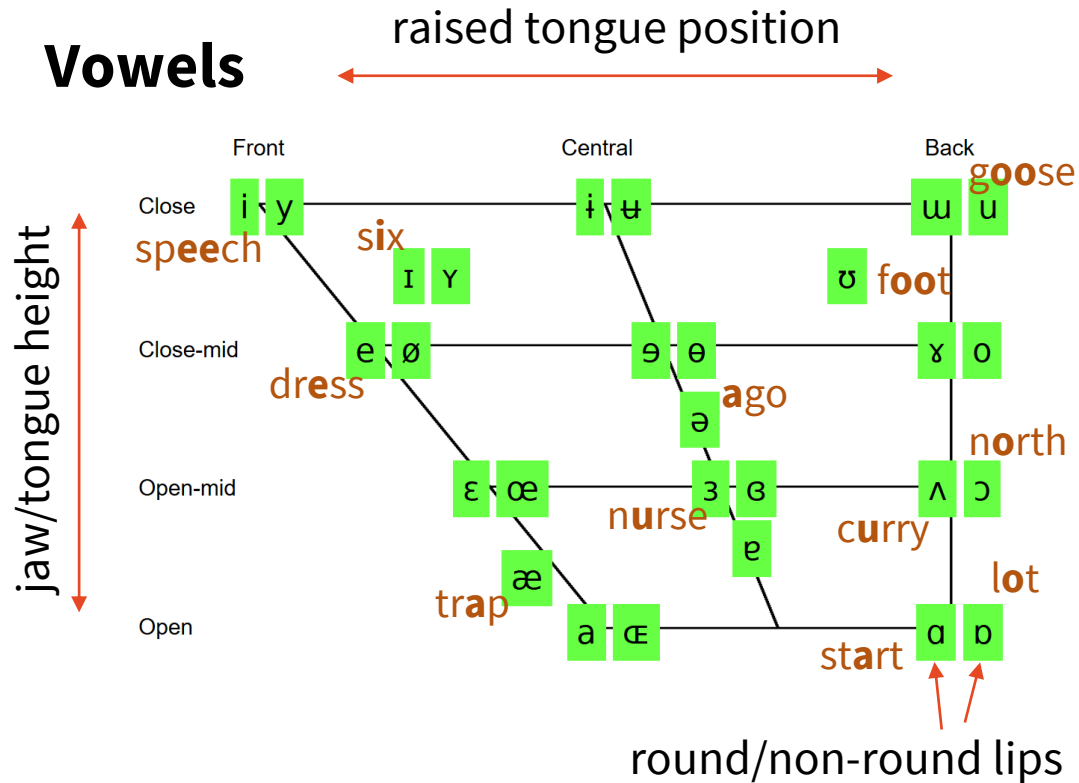 raised tongue position
Vowels
Front Central Back
goose
Close i y ɨ ʉ ɯ u
speech six
ɪ ʏ ʊ foot
jaw/tongue height
Close-mid e ø ɘ ɵ ɤ o
dress ago
ə
north
Open-mid ɛ œ ɜ ɞ ʌ ɔ
nurse curry
ɐ
æ lot
trap
Open a ɶ ɑ ɒ
start
round/non-round lips